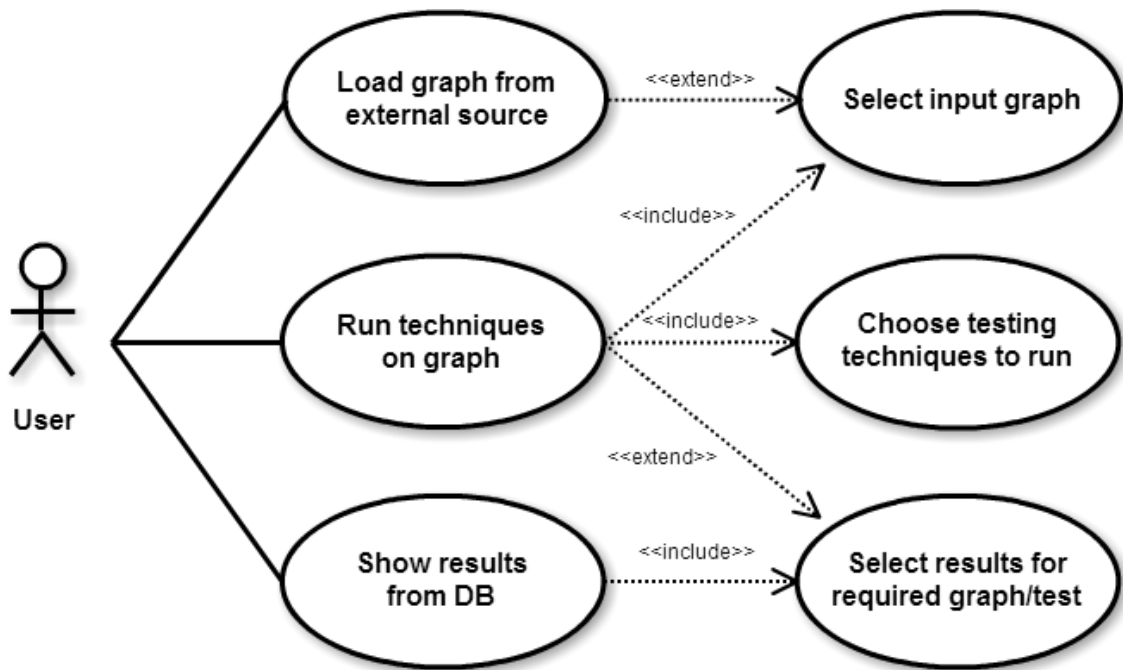 Load graph from
external source
<<extend>>
Select input graph
<<include>>
User
Run techniques
on graph
<<include>>
Choose testing
techniques to run
<<extend>>
Show results
from DB
<<include>>
Select results for
required graph/test